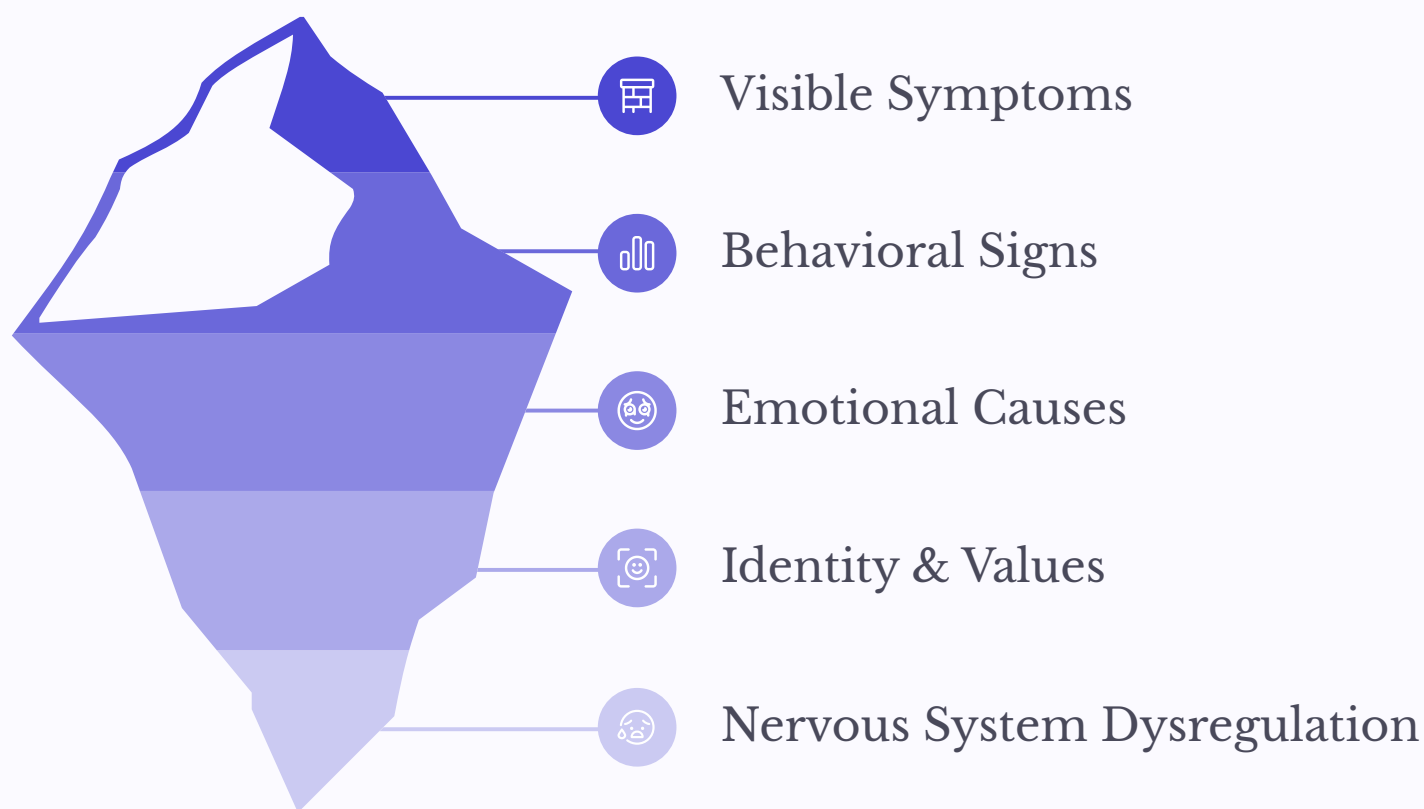 Visible Symptoms
Behavioral Signs
Emotional Causes
Identity & Values
Nervous System Dysregulation